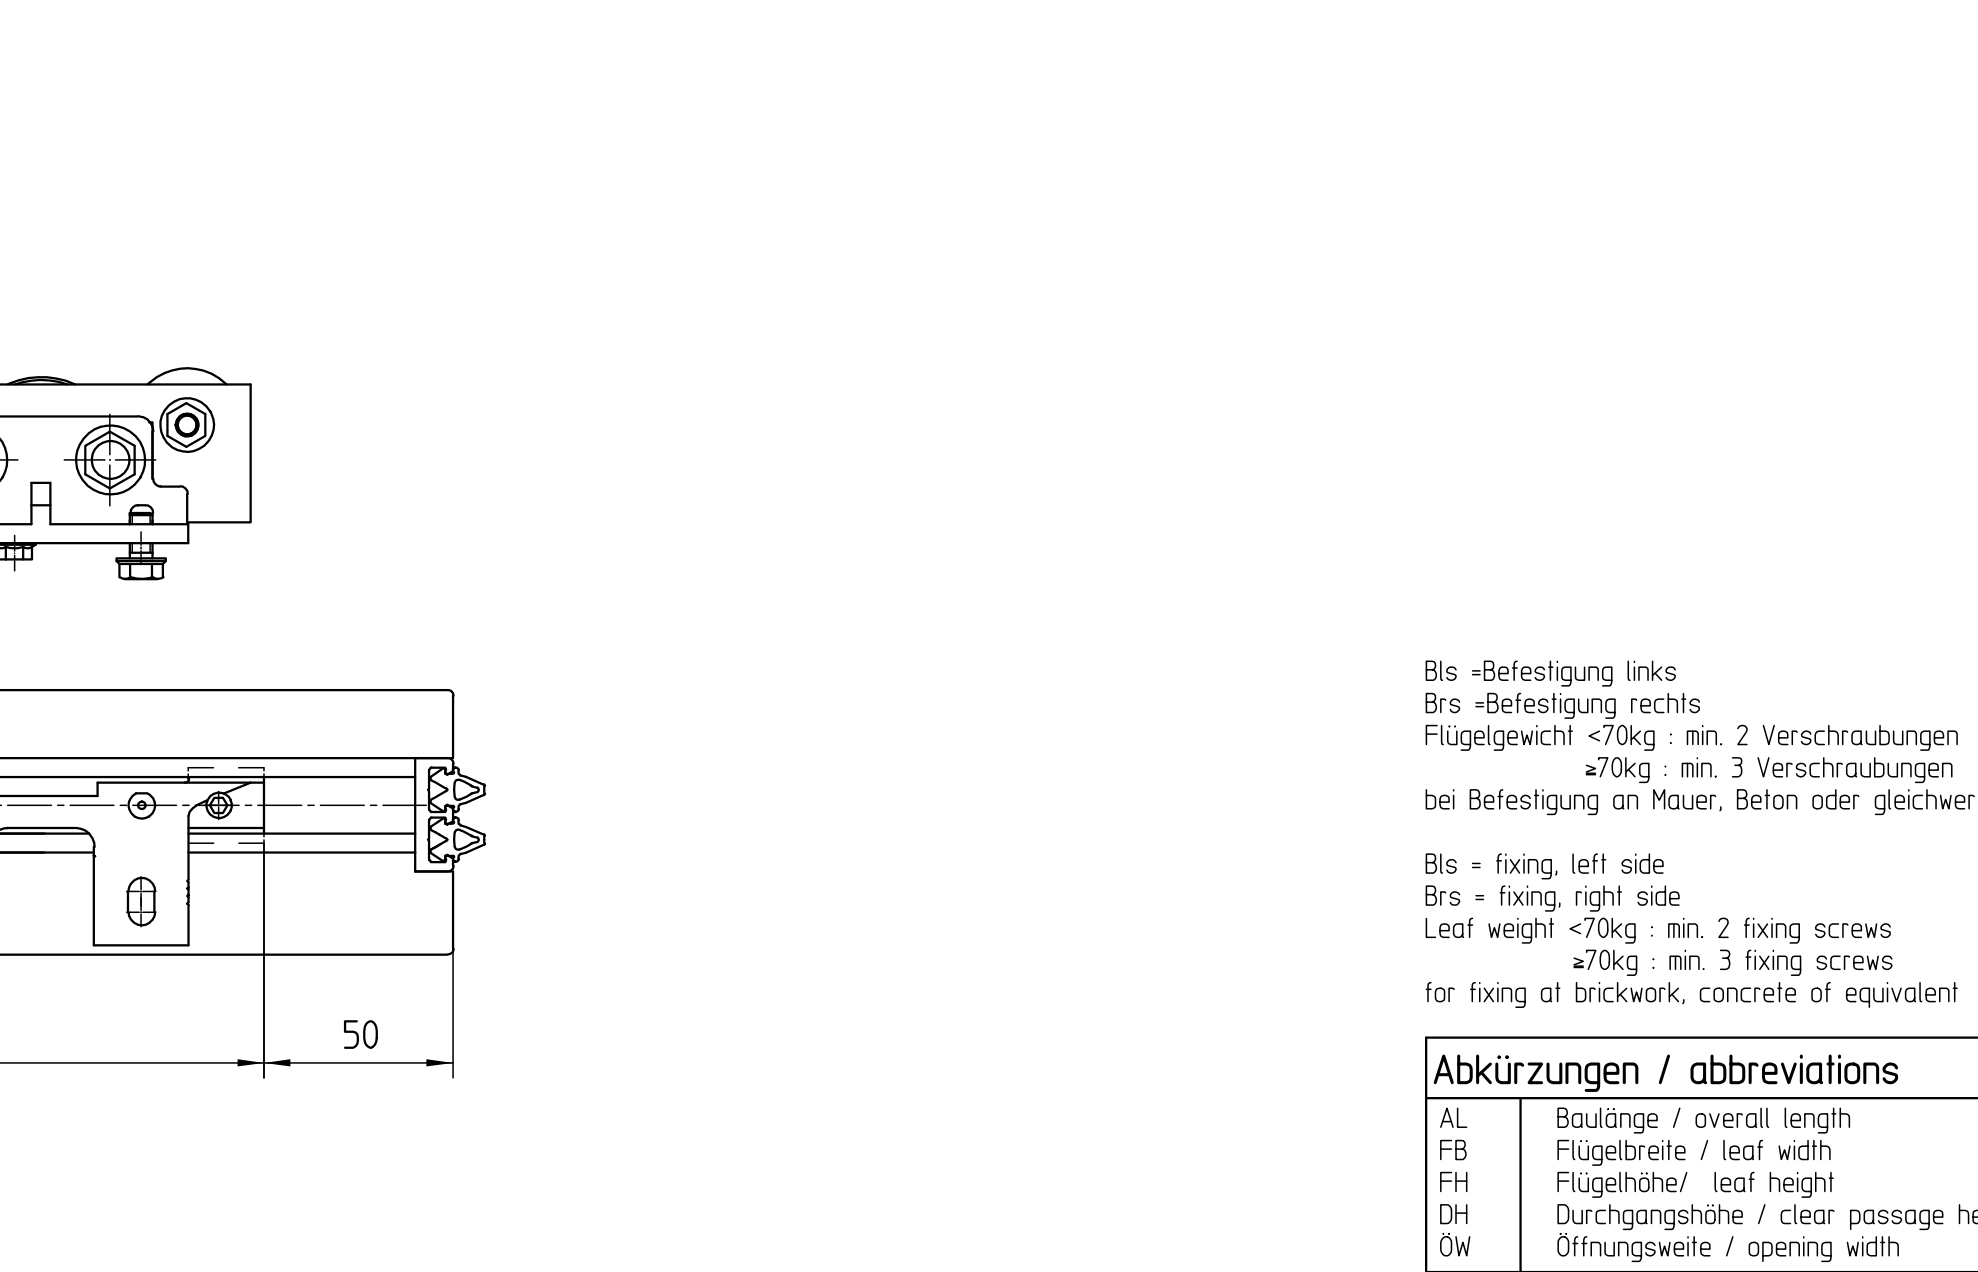 50
Bls =Befestigung links
Brs =Befestigung rechts
Flügelgewicht <70kg : min. 2 Verschraubungen
≥70kg : min. 3 Verschraubungen
bei Befestigung an Mauer, Beton oder
Bls = fixing, left side
Brs = fixing, right side
Leaf weight <70kg : min. 2 fixing screws
≥70kg : min. 3 fixing screws
for fixing at brickwork, concrete of equivalent
Abkürzungen / abbreviations
AL Baulänge / overall length
FB Flügelbreite / leaf width
FH Flügelhöhe/ leaf height
DH Durchgangshöhe / clear passage
ÖW Öffnungsweite / opening width